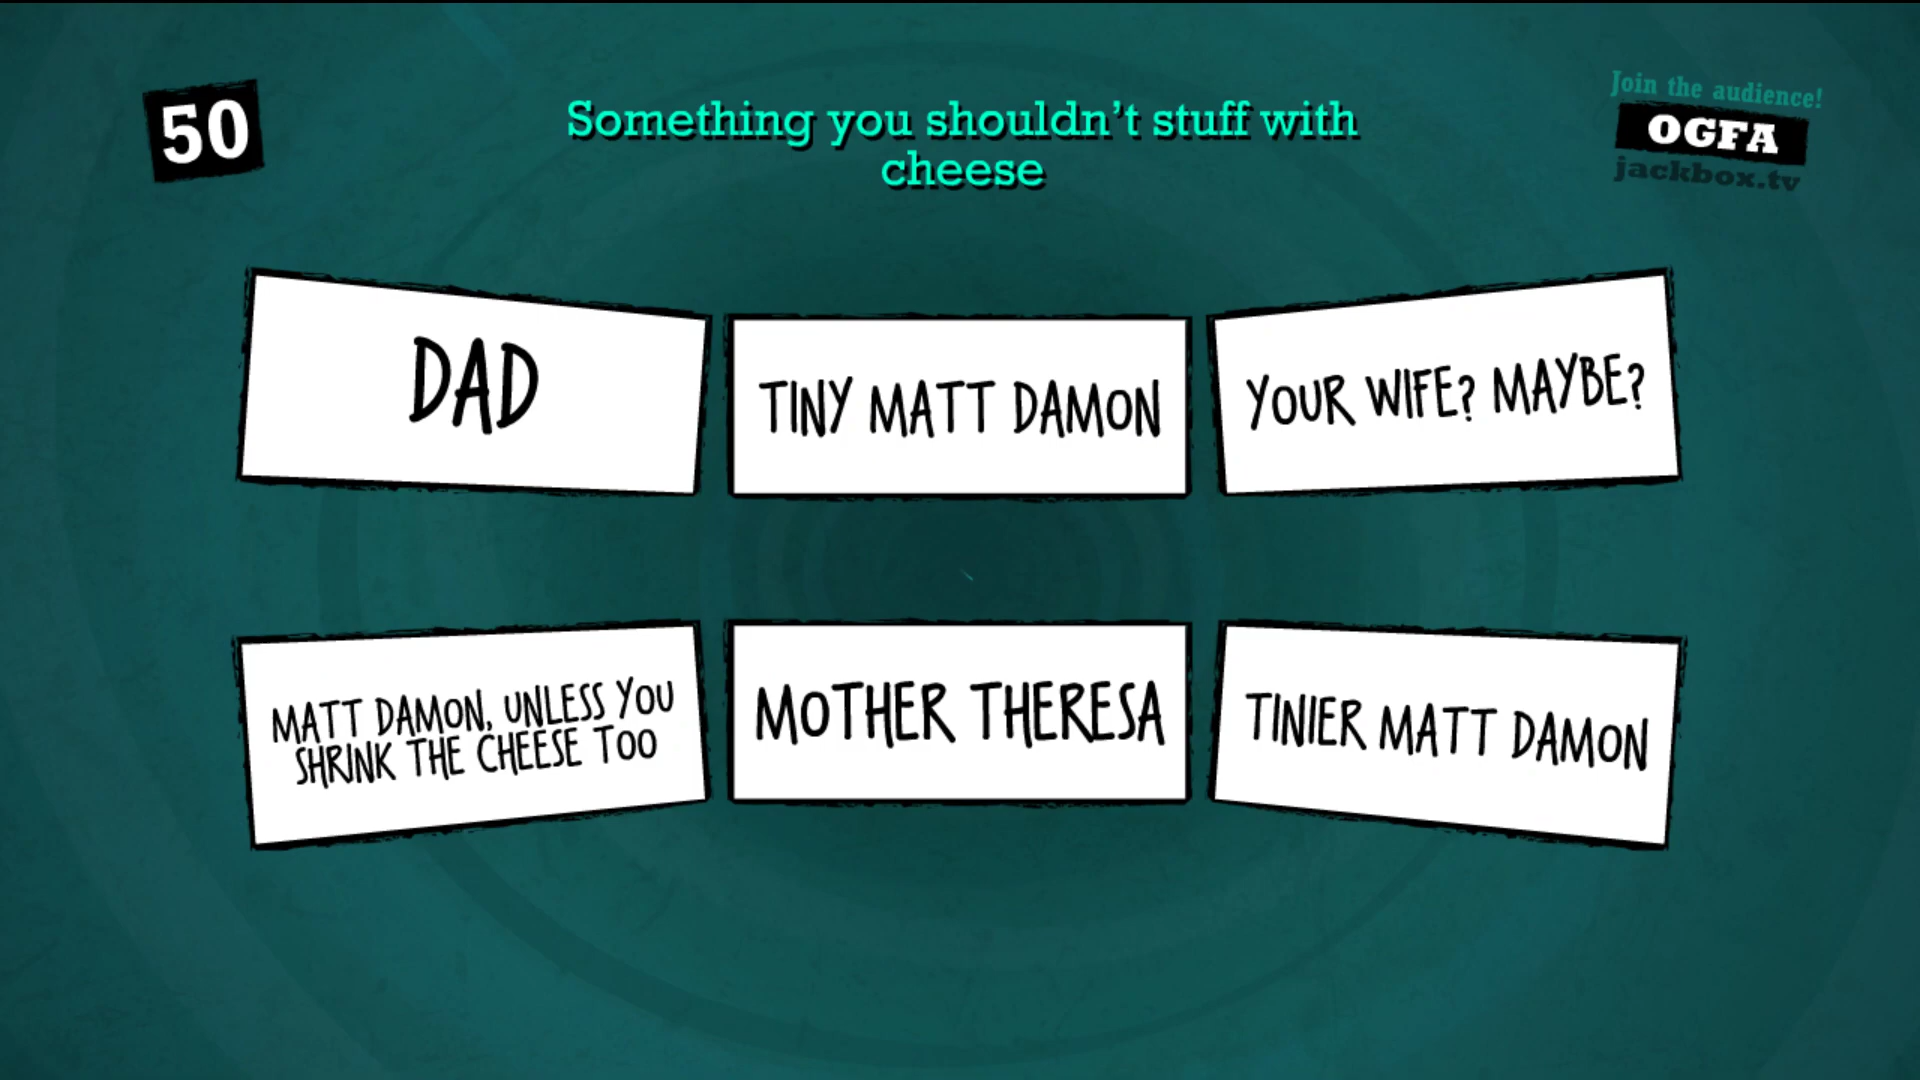 50
Something you shouldn't stuff with
cheese
Join the audience!
OGFA
jackbox.tv
DAD
TINY MATT DAMON
YOUR WIFE? MAYBE?
MATT DAMON, UNLESS YOU
SHRINK THE CHEESE TOO
MOTHER THERESA
TINIER MATT DAMON